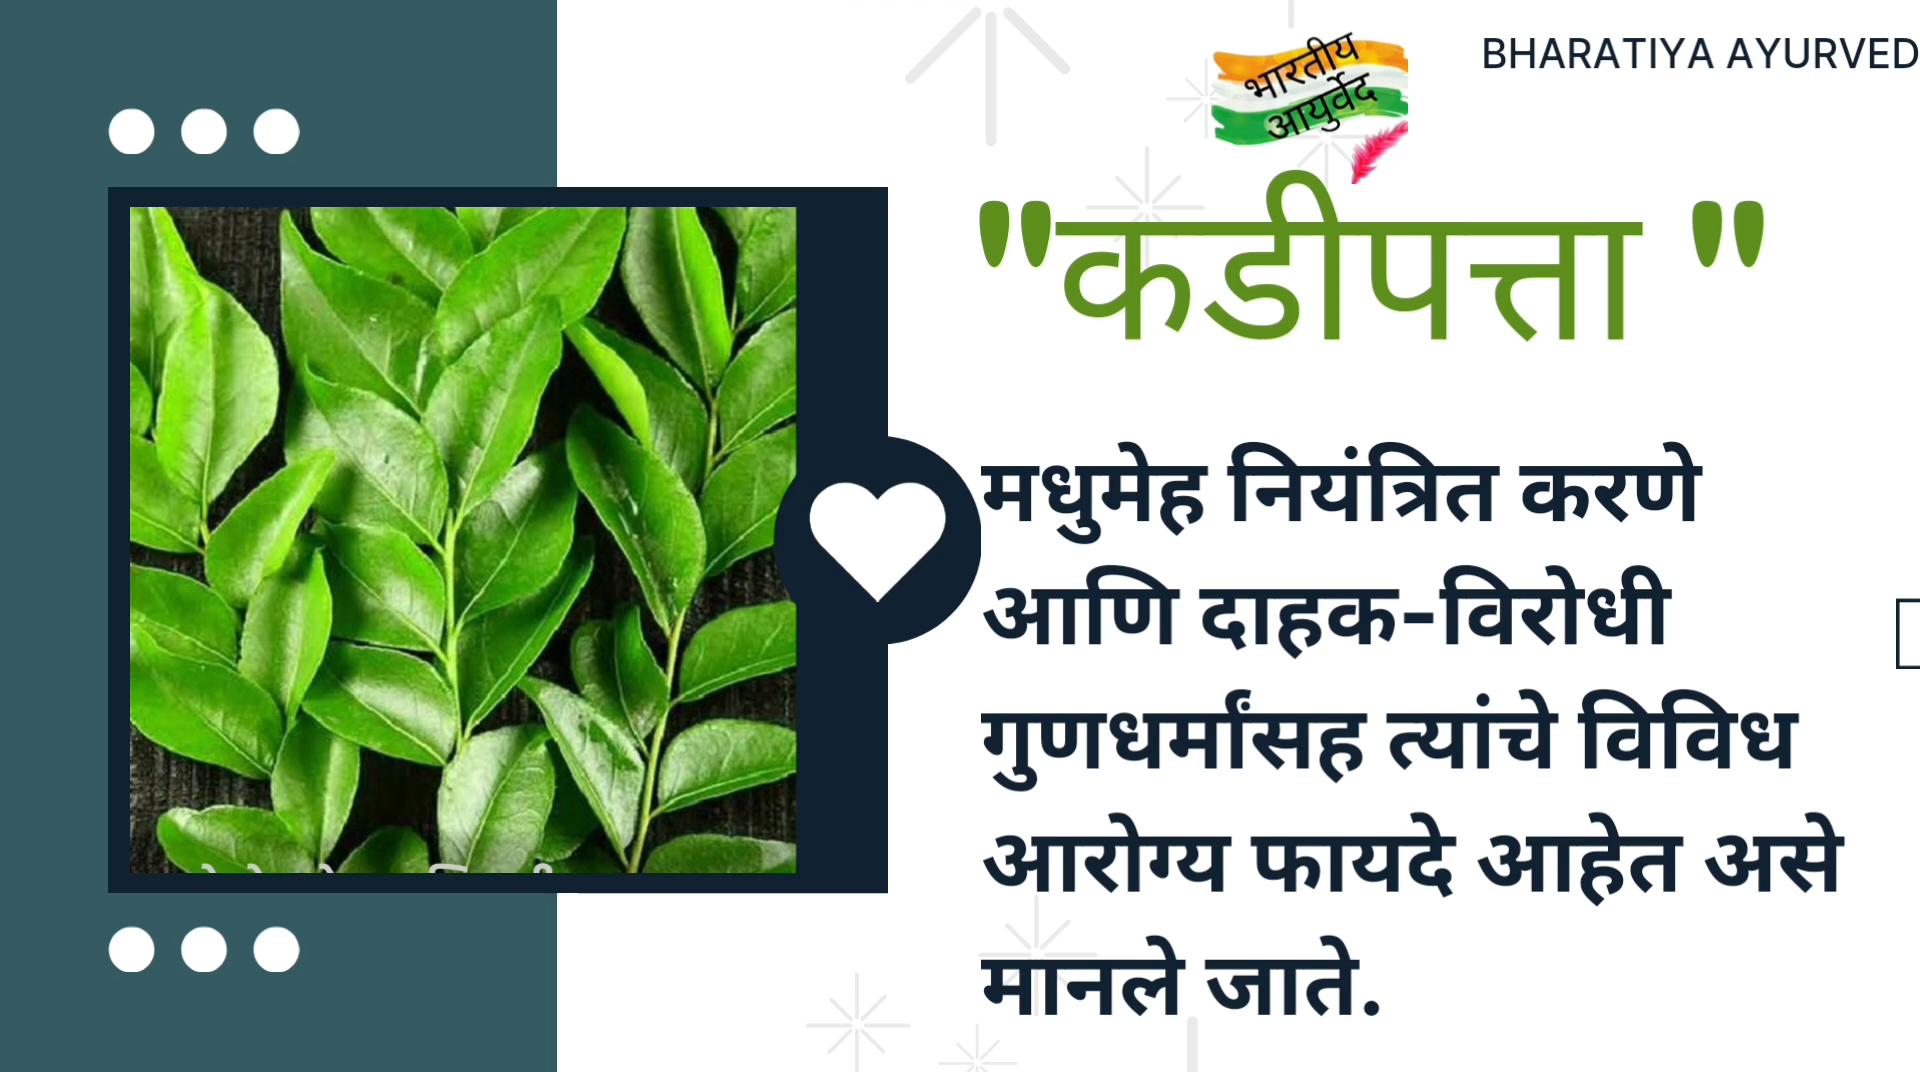 भारतीय
आयुर्वेद
BHARATIYA AYURVED
"कडीपत्ता "
मधुमेह नियंत्रित करणे
आणि दाहक-विरोधी
गुणधर्मांसह त्यांचे विविध
आरोग्य फायदे आहेत असे
मानले जाते.